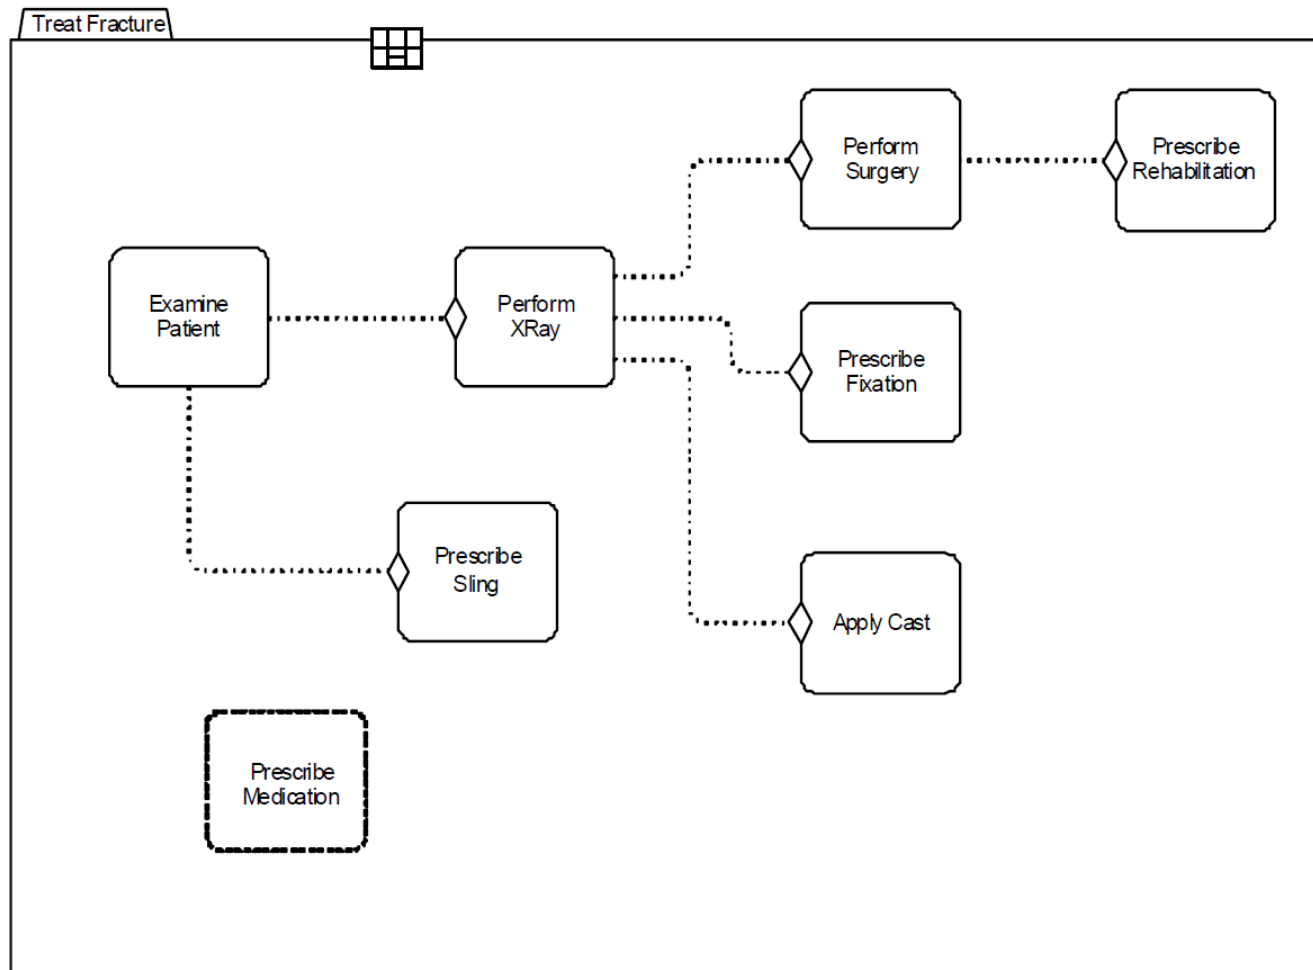 Treat Fracture
Perform
Surgery
Prescribe
Rehabilitation
Examine
Patient
Perform
XRay
Prescribe
Fixation
Prescribe
Sling
Apply Cast
Prescribe
Medication